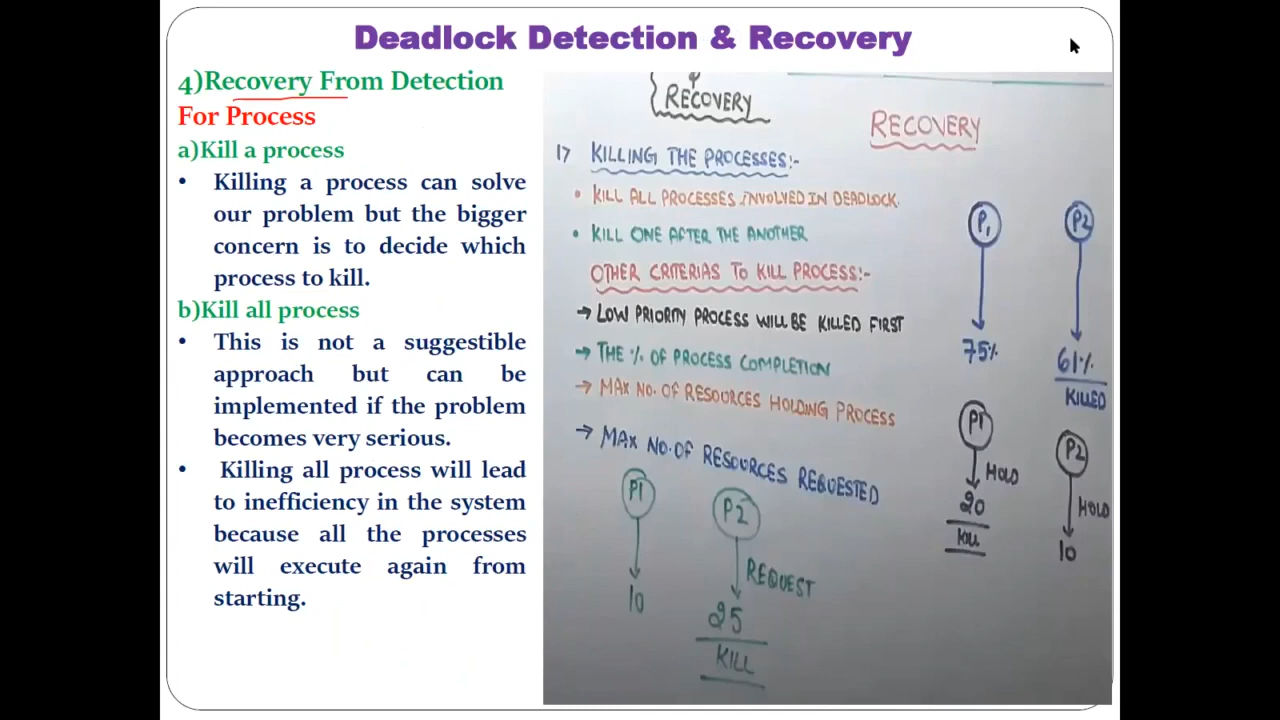 Deadlock Detection & Recovery
4)Recovery From Detection
For Process
a)Kill a process
• Killing a process can solve
our problem but the bigger
concern is to decide which
process to kill.
b)Kill all process
• This is not a suggestible
approach but can be
implemented if the problem
becomes very serious.
• Killing all process will lead
to inefficiency in the system
because all the processes
will execute again from
starting.
RECOVERY
RECOVERY
1) KILLING THE PROCESSES:-
• KILL ALL PROCESSES INVOLVED IN DEADLOCK.
• KILL ONE AFTER THE ANOTHER
OTHER CRITERIAS TO KILL PROCESS:-
→ LOW PRIORITY PROCESS WILL BE KILLED FIRST
→ THE % OF PROCESS COMPLETION
→ MAX NO. OF RESOURCES HOLDING PROCESS
→ MAX NO. OF RESOURCES REQUESTED
P1 P2
REQUEST
10 25
KILL
P1 P2
75% 61%
KILLED
P1 P2
HOLD HOLD
20 10
KILL